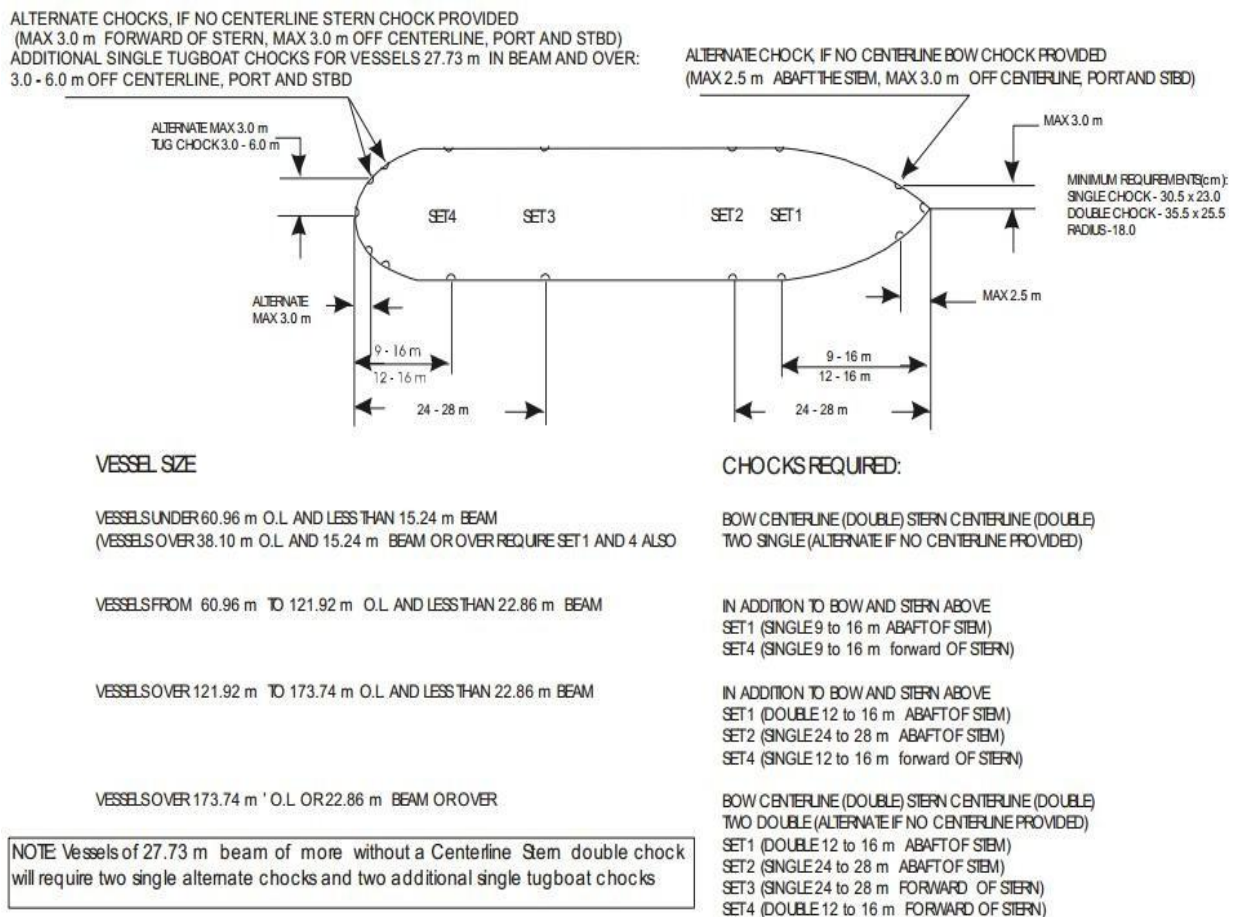 ALTERNATE CHOCKS, IF NO CENTERLINE STERN CHOCK PROVIDED
(MAX 3.0 m FORWARD OF STERN, MAX 3.0 m OFF CENTERLINE, PORT AND STBD)
ADDITIONAL SINGLE TUGBOAT CHOCKS FOR VESSELS 27.73 m IN BEAM AND OVER:
3.0 - 6.0 m OFF CENTERLINE, PORT AND STBD
ALTERNATE CHOCK, IF NO CENTERLINE BOW CHOCK PROVIDED
(MAX 2.5 m ABAFT THE STEM, MAX 3.0 m OFF CENTERLINE, PORT AND STBD)
ALTERNATE MAX 3.0 m
TUG CHOCK 3.0 - 6.0 m
MAX 3.0 m
MINIMUM REQUIREMENTS(cm):
SINGLE CHOCK - 30.5 x 23.0
DOUBLE CHOCK - 35.5 x 25.5
RADIUS - 18.0
SET4
SET3
SET2
SET1
ALTERNATE
MAX 3.0 m
MAX 2.5 m
9 - 16 m
12 - 16 m
24 - 28 m
9 - 16 m
12 - 16 m
24 - 28 m
VESSEL SIZE
CHOCKS REQUIRED:
VESSELS UNDER 60.96 m O.L AND LESS THAN 15.24 m BEAM
(VESSELS OVER 38.10 m O.L AND 15.24 m BEAM OR OVER REQUIRE SET 1 AND 4 ALSO
BOW CENTERLINE (DOUBLE) STERN CENTERLINE (DOUBLE)
TWO SINGLE (ALTERNATE IF NO CENTERLINE PROVIDED)
VESSELS FROM 60.96 m TO 121.92 m O.L AND LESS THAN 22.86 m BEAM
IN ADDITION TO BOW AND STERN ABOVE
SET1 (SINGLE 9 to 16 m ABAFT OF STEM)
SET4 (SINGLE 9 to 16 m forward OF STERN)
VESSELS OVER 121.92 m TO 173.74 m O.L AND LESS THAN 22.86 m BEAM
IN ADDITION TO BOW AND STERN ABOVE
SET1 (DOUBLE 12 to 16 m ABAFT OF STEM)
SET2 (SINGLE 24 to 28 m ABAFT OF STEM)
SET4 (SINGLE 12 to 16 m forward OF STERN)
VESSELS OVER 173.74 m ' O.L OR 22.86 m BEAM OR OVER
BOW CENTERLINE (DOUBLE) STERN CENTERLINE (DOUBLE)
TWO DOUBLE (ALTERNATE IF NO CENTERLINE PROVIDED)
SET1 (DOUBLE 12 to 16 m ABAFT OF STEM)
SET2 (SINGLE 24 to 28 m ABAFT OF STEM)
SET3 (SINGLE 24 to 28 m FORWARD OF STERN)
SET4 (DOUBLE 12 to 16 m FORWARD OF STERN)
NOTE: Vessels of 27.73 m beam of more without a Centerline Stern double chock
will require two single alternate chocks and two additional single tugboat chocks